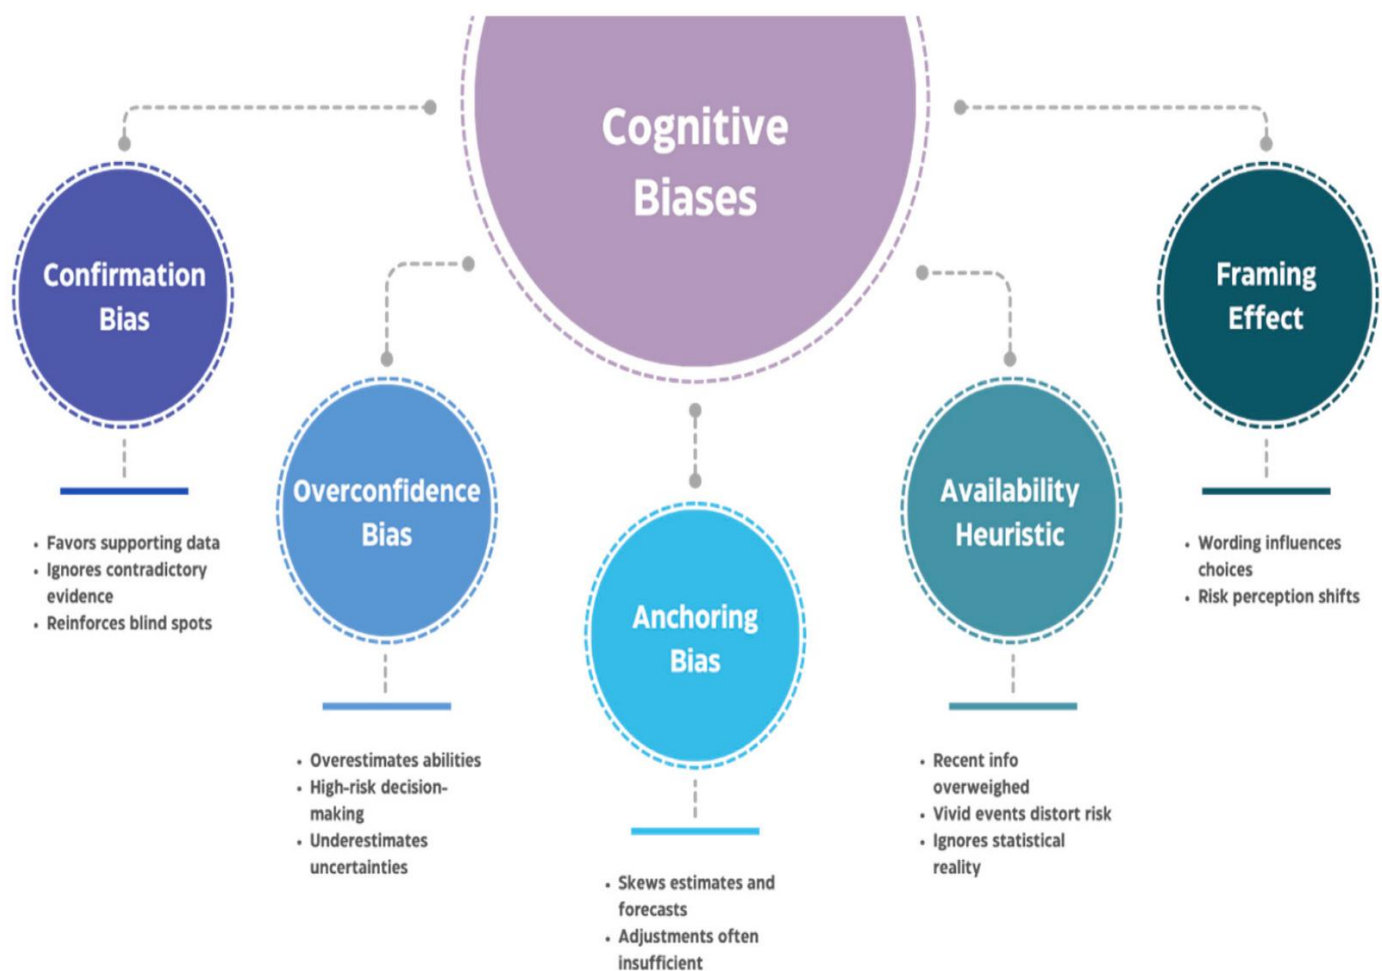 Cognitive
Biases
Confirmation
Bias
• Favors supporting data
• Ignores contradictory
evidence
• Reinforces blind spots
Overconfidence
Bias
• Overestimates abilities
• High-risk decision-
making
• Underestimates
uncertainties
Anchoring
Bias
• Skews estimates and
forecasts
• Adjustments often
insufficient
Availability
Heuristic
• Recent info
overweighed
• Vivid events distort risk
• Ignores statistical
reality
Framing
Effect
• Wording influences
choices
• Risk perception shifts